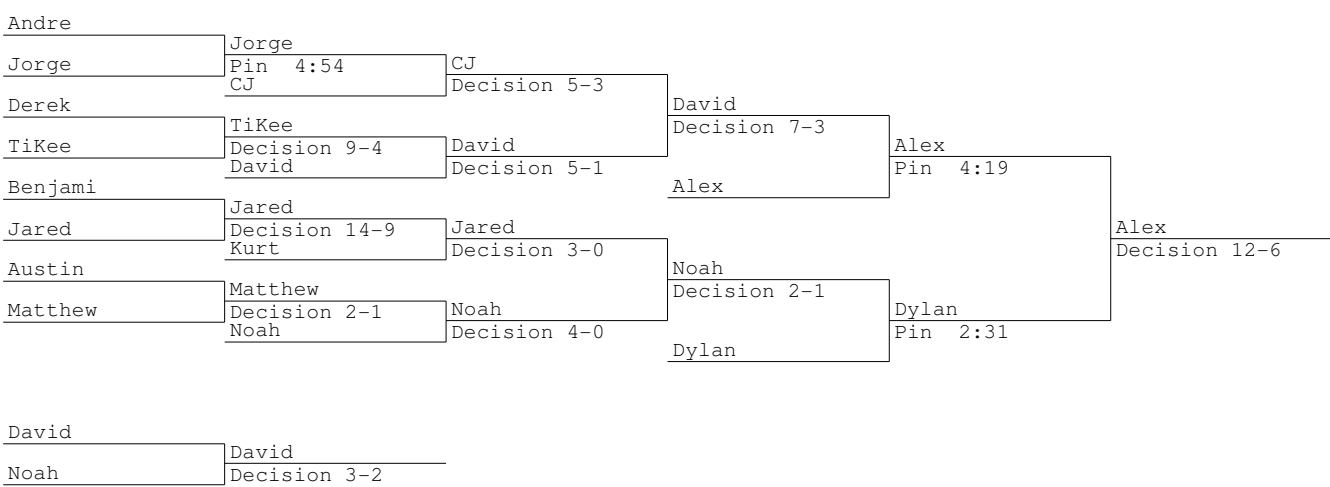 Andre
Jorge
Jorge
Pin 4:54
CJ
CJ
Decision 5-3
Derek
David
Decision 7-3
TiKee
TiKee
Decision 9-4
David
David
Decision 5-1
Alex
Pin 4:19
Benjami
Alex
Jared
Jared
Decision 14-9
Kurt
Jared
Decision 3-0
Alex
Decision 12-6
Austin
Noah
Decision 2-1
Matthew
Matthew
Decision 2-1
Noah
Noah
Decision 4-0
Dylan
Pin 2:31
Dylan
David
David
Noah
Decision 3-2